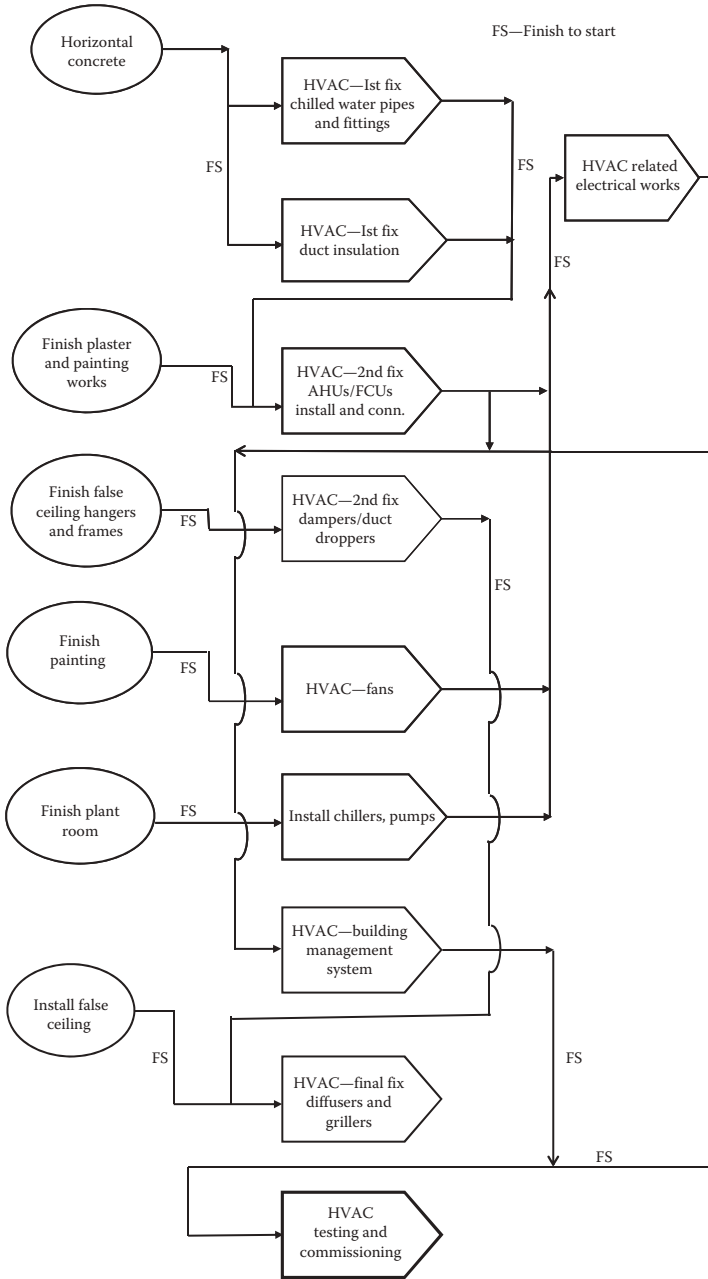 FS—Finish to start
Horizontal
concrete
HVAC—Ist fix
chilled water pipes
and fittings
FS
FS
HVAC related
electrical works
HVAC—Ist fix
duct insulation
FS
Finish plaster
and painting
works
FS
HVAC—2nd fix
AHUs/FCUs
install and conn.
Finish false
ceiling hangers
and frames
FS
HVAC—2nd fix
dampers/duct
droppers
FS
Finish
painting
FS
HVAC—fans
Finish plant
room
FS
Install chillers, pumps
HVAC—building
management
system
Install false
ceiling
FS
FS
HVAC—final fix
diffusers and
grillers
FS
HVAC
testing and
commissioning